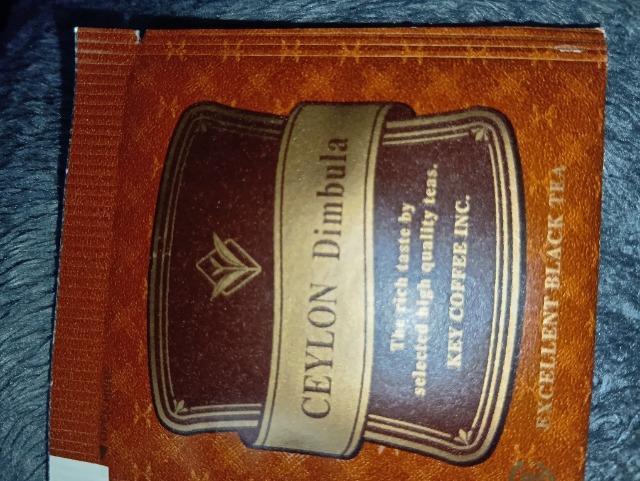 CEYLON Dimbula
The rich taste by
selected high quality teas.
KEY COFFEE INC.
EXCELLENT BLACK TEA